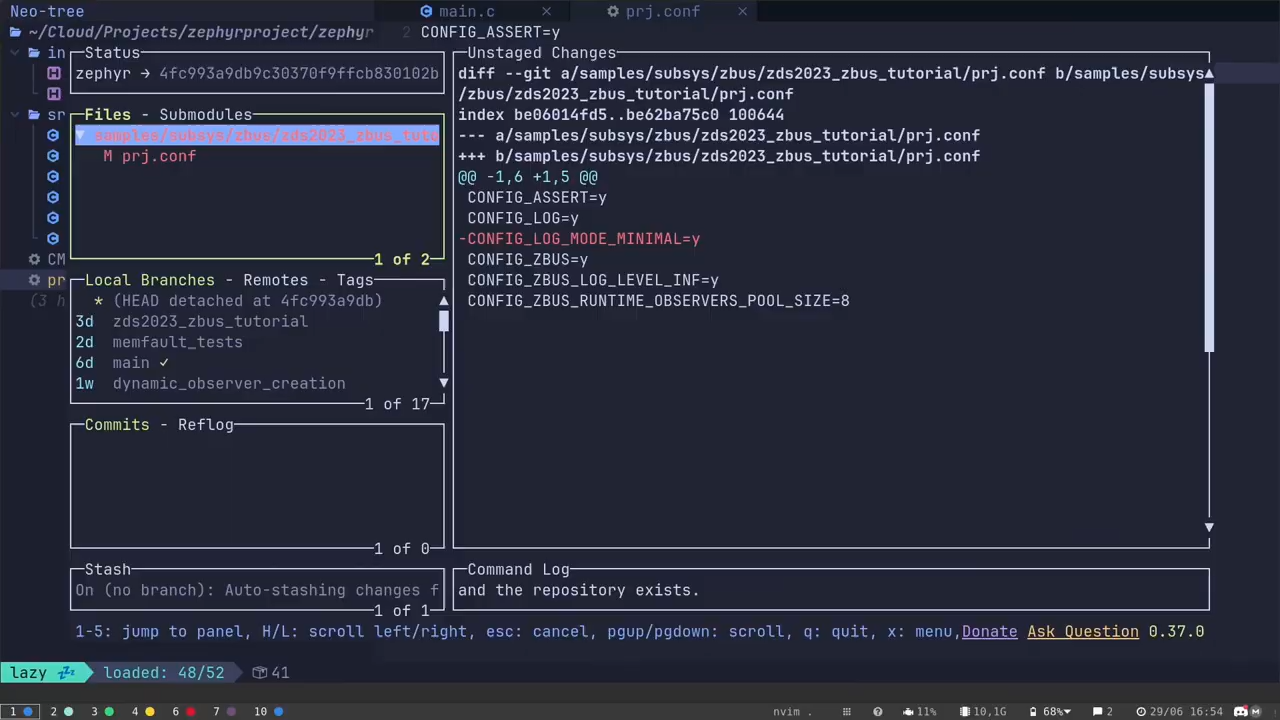 Neo-tree
main.c
prj.conf
~/Cloud/Projects/zephyrproject/zephyr
2 CONFIG_ASSERT=y
in
Status
zephyr → 4fc993a9db9c30370f9ffcb830102b
sr
Files - Submodules
▼ samples/subsys/zbus/zds2023_zbus_tuto
M prj.conf
1 of 2
CM
pr
(3 h
Local Branches - Remotes - Tags
* (HEAD detached at 4fc993a9db)
3d zds2023_zbus_tutorial
2d memfault_tests
6d main ✓
1w dynamic_observer_creation
1 of 17
Commits - Reflog
1 of 0
Stash
On (no branch): Auto-stashing changes f
1 of 1
Unstaged Changes
diff --git a/samples/subsys/zbus/zds2023_zbus_tutorial/prj.conf b/samples/subsys
/zbus/zds2023_zbus_tutorial/prj.conf
index be06014fd5..be62ba75c0 100644
--- a/samples/subsys/zbus/zds2023_zbus_tutorial/prj.conf
+++ b/samples/subsys/zbus/zds2023_zbus_tutorial/prj.conf
@@ -1,6 +1,5 @@
CONFIG_ASSERT=y
CONFIG_LOG=y
-CONFIG_LOG_MODE_MINIMAL=y
CONFIG_ZBUS=y
CONFIG_ZBUS_LOG_LEVEL_INF=y
CONFIG_ZBUS_RUNTIME_OBSERVERS_POOL_SIZE=8
Command Log
and the repository exists.
1-5: jump to panel, H/L: scroll left/right, esc: cancel, pgup/pgdown: scroll, q: quit, x: menu, Donate Ask Question 0.37.0
lazy loaded: 48/52 41
1 2 3 4 6 7 10 nvim . 11% 10,1G 68% 2 29/06 16:54